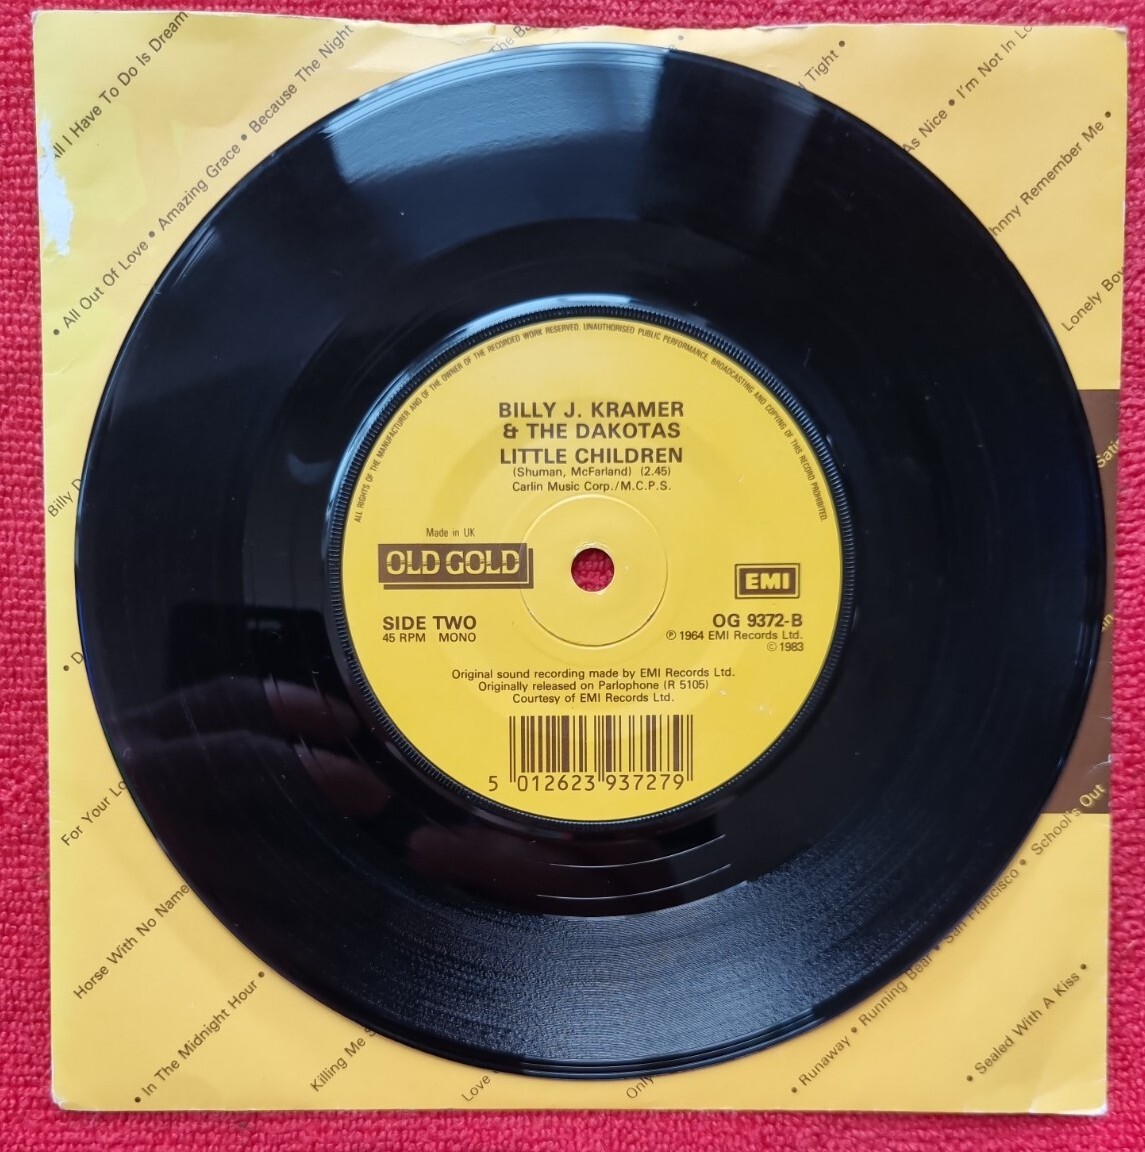 All I Have To Do Is Dream
Because The Night •
• All Out Of Love • Amazing Grace
The
Tight •
As Nice • I'm Not In
Remember Me •
Lonely
Billy
For Your
Horse With No Name
• In The Midnight Hour •
Killing Me
Love
Only
• Runaway • Running Bear • San Francisco • School's Out
• Sealed With A Kiss •
ALL RIGHTS OF THE MANUFACTURER AND OF THE OWNER OF THE RECORDED WORK RESERVED. UNAUTHORISED PUBLIC PERFORMANCE, BROADCASTING AND COPYING OF THIS RECORD PROHIBITED.
BILLY J. KRAMER
& THE DAKOTAS
LITTLE CHILDREN
(Shuman, McFarland) (2.45)
Carlin Music Corp./M.C.P.S.
Made in UK
OLD GOLD
EMI
SIDE TWO
45 RPM MONO
OG 9372-B
℗ 1964 EMI Records Ltd.
© 1983
Original sound recording made by EMI Records Ltd.
Originally released on Parlophone (R 5105)
Courtesy of EMI Records Ltd.
5 012623 937279